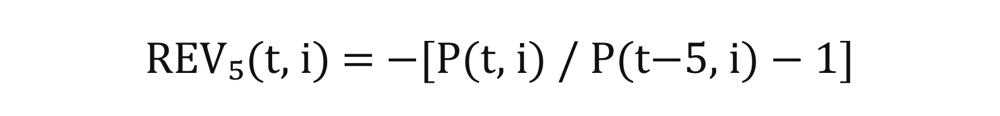 REV₅(t, i) = −[P(t, i) / P(t−5, i) − 1]